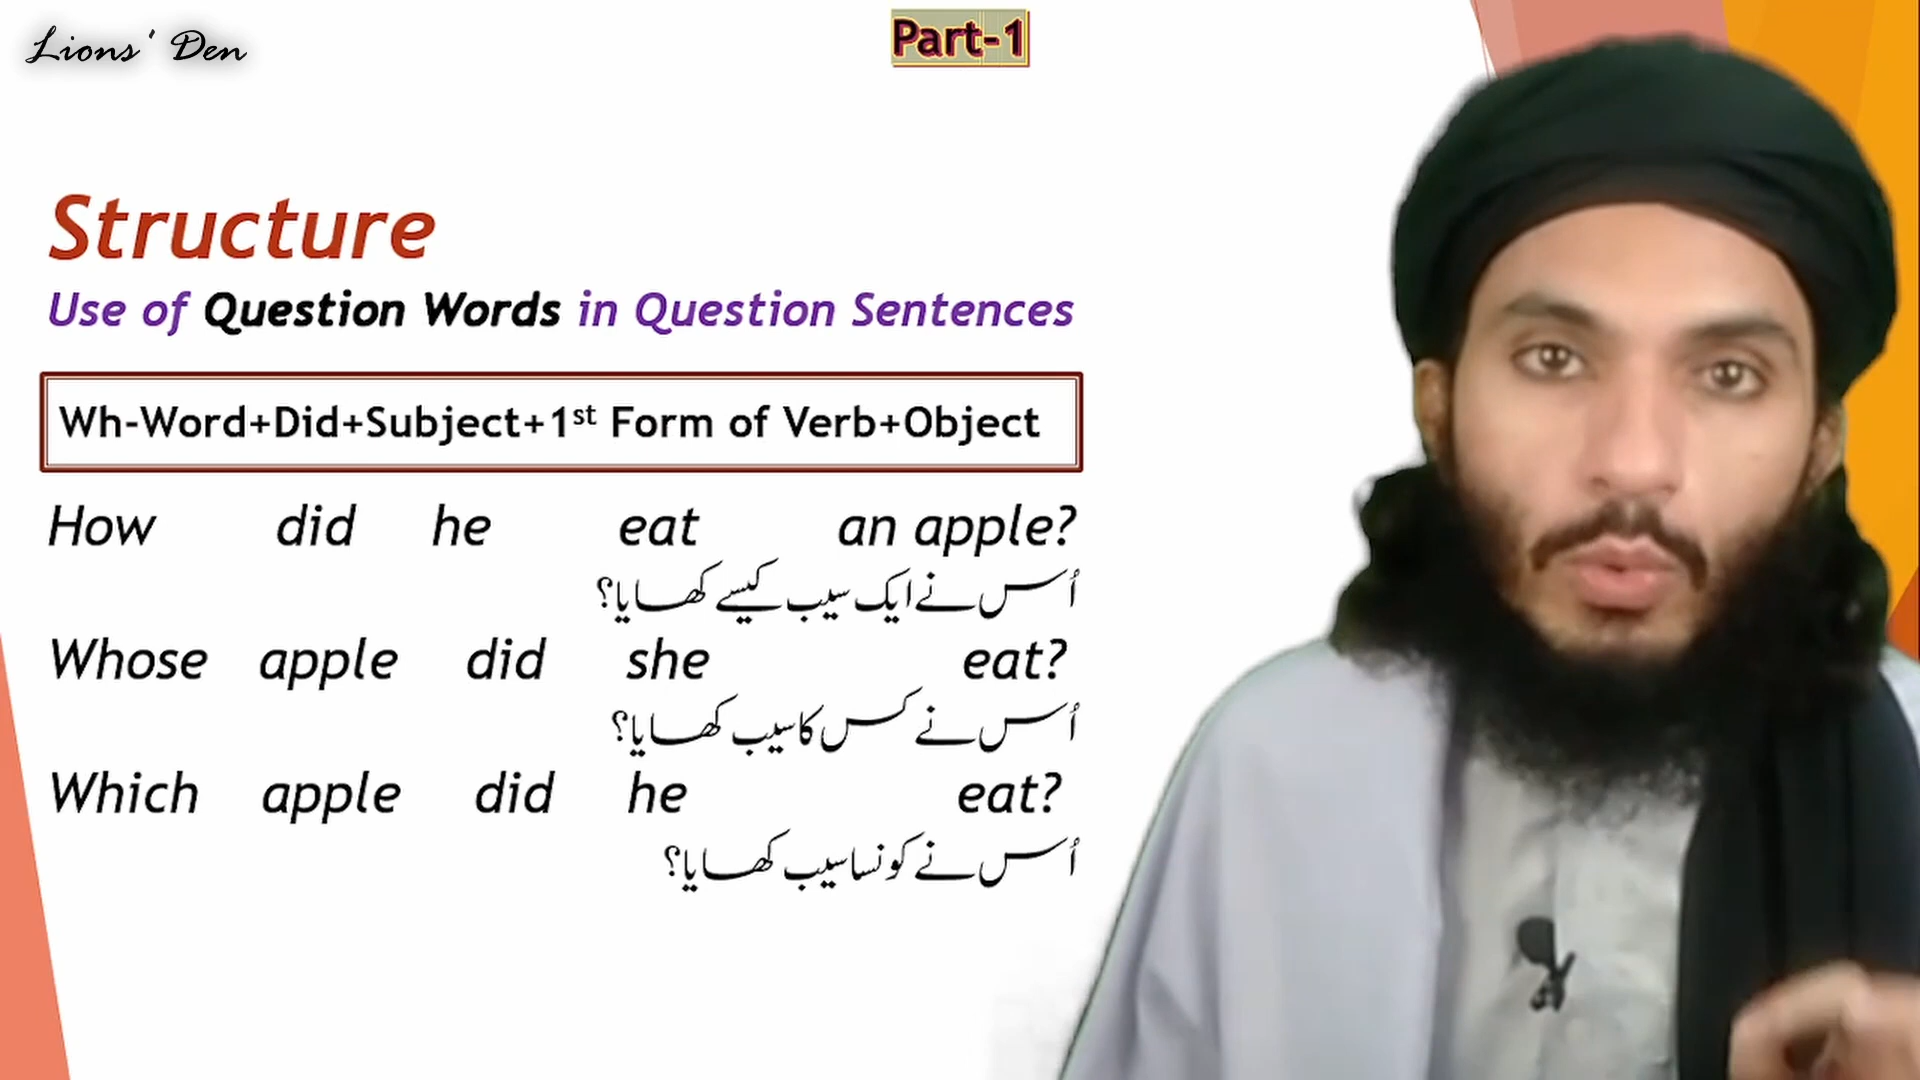 Lions' Den
Part-1
Structure
Use of Question Words in Question Sentences
Wh-Word+Did+Subject+1st Form of Verb+Object
How did he eat an apple?
اُس نے ایک سیب کیسے کھایا؟
Whose apple did she eat?
اُس نے کس کا سیب کھایا؟
Which apple did he eat?
اُس نے کونسا سیب کھایا؟